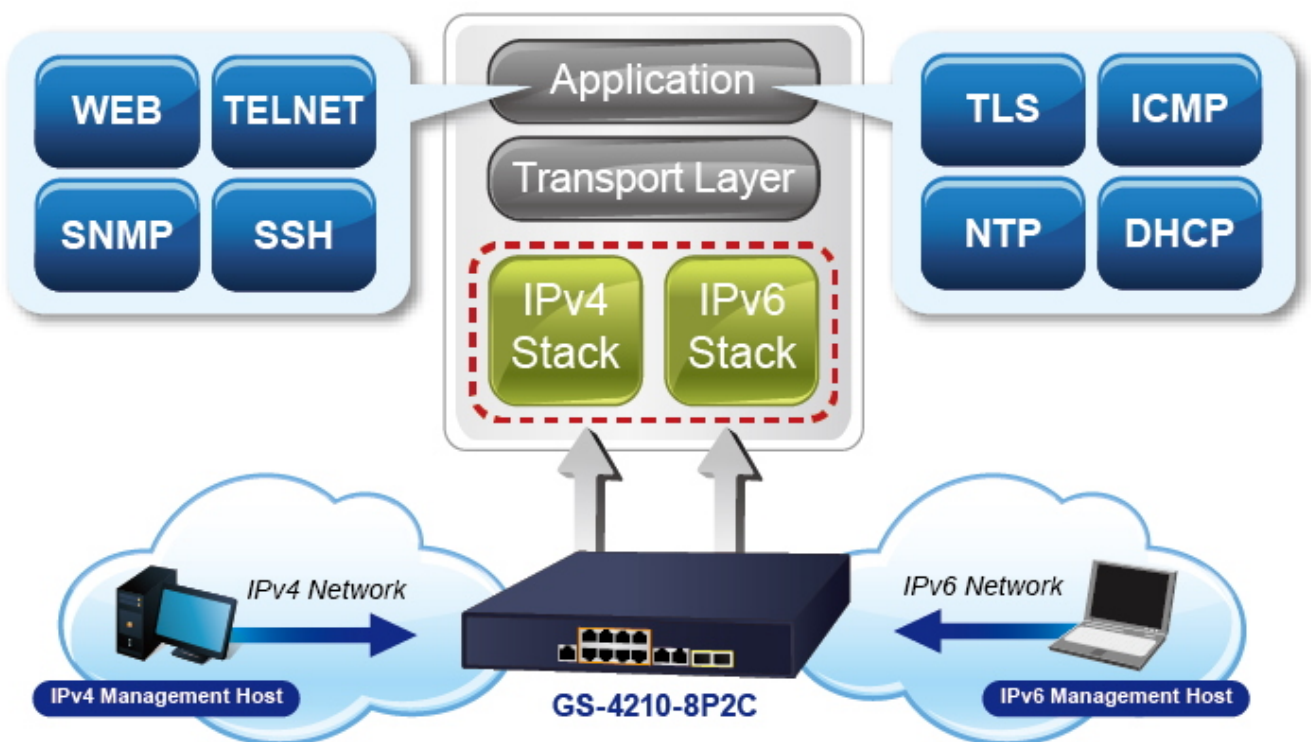 WEB
TELNET
SNMP
SSH
Application
Transport Layer
IPv4
Stack
IPv6
Stack
TLS
ICMP
NTP
DHCP
IPv4 Network
IPv4 Management Host
GS-4210-8P2C
IPv6 Network
IPv6 Management Host